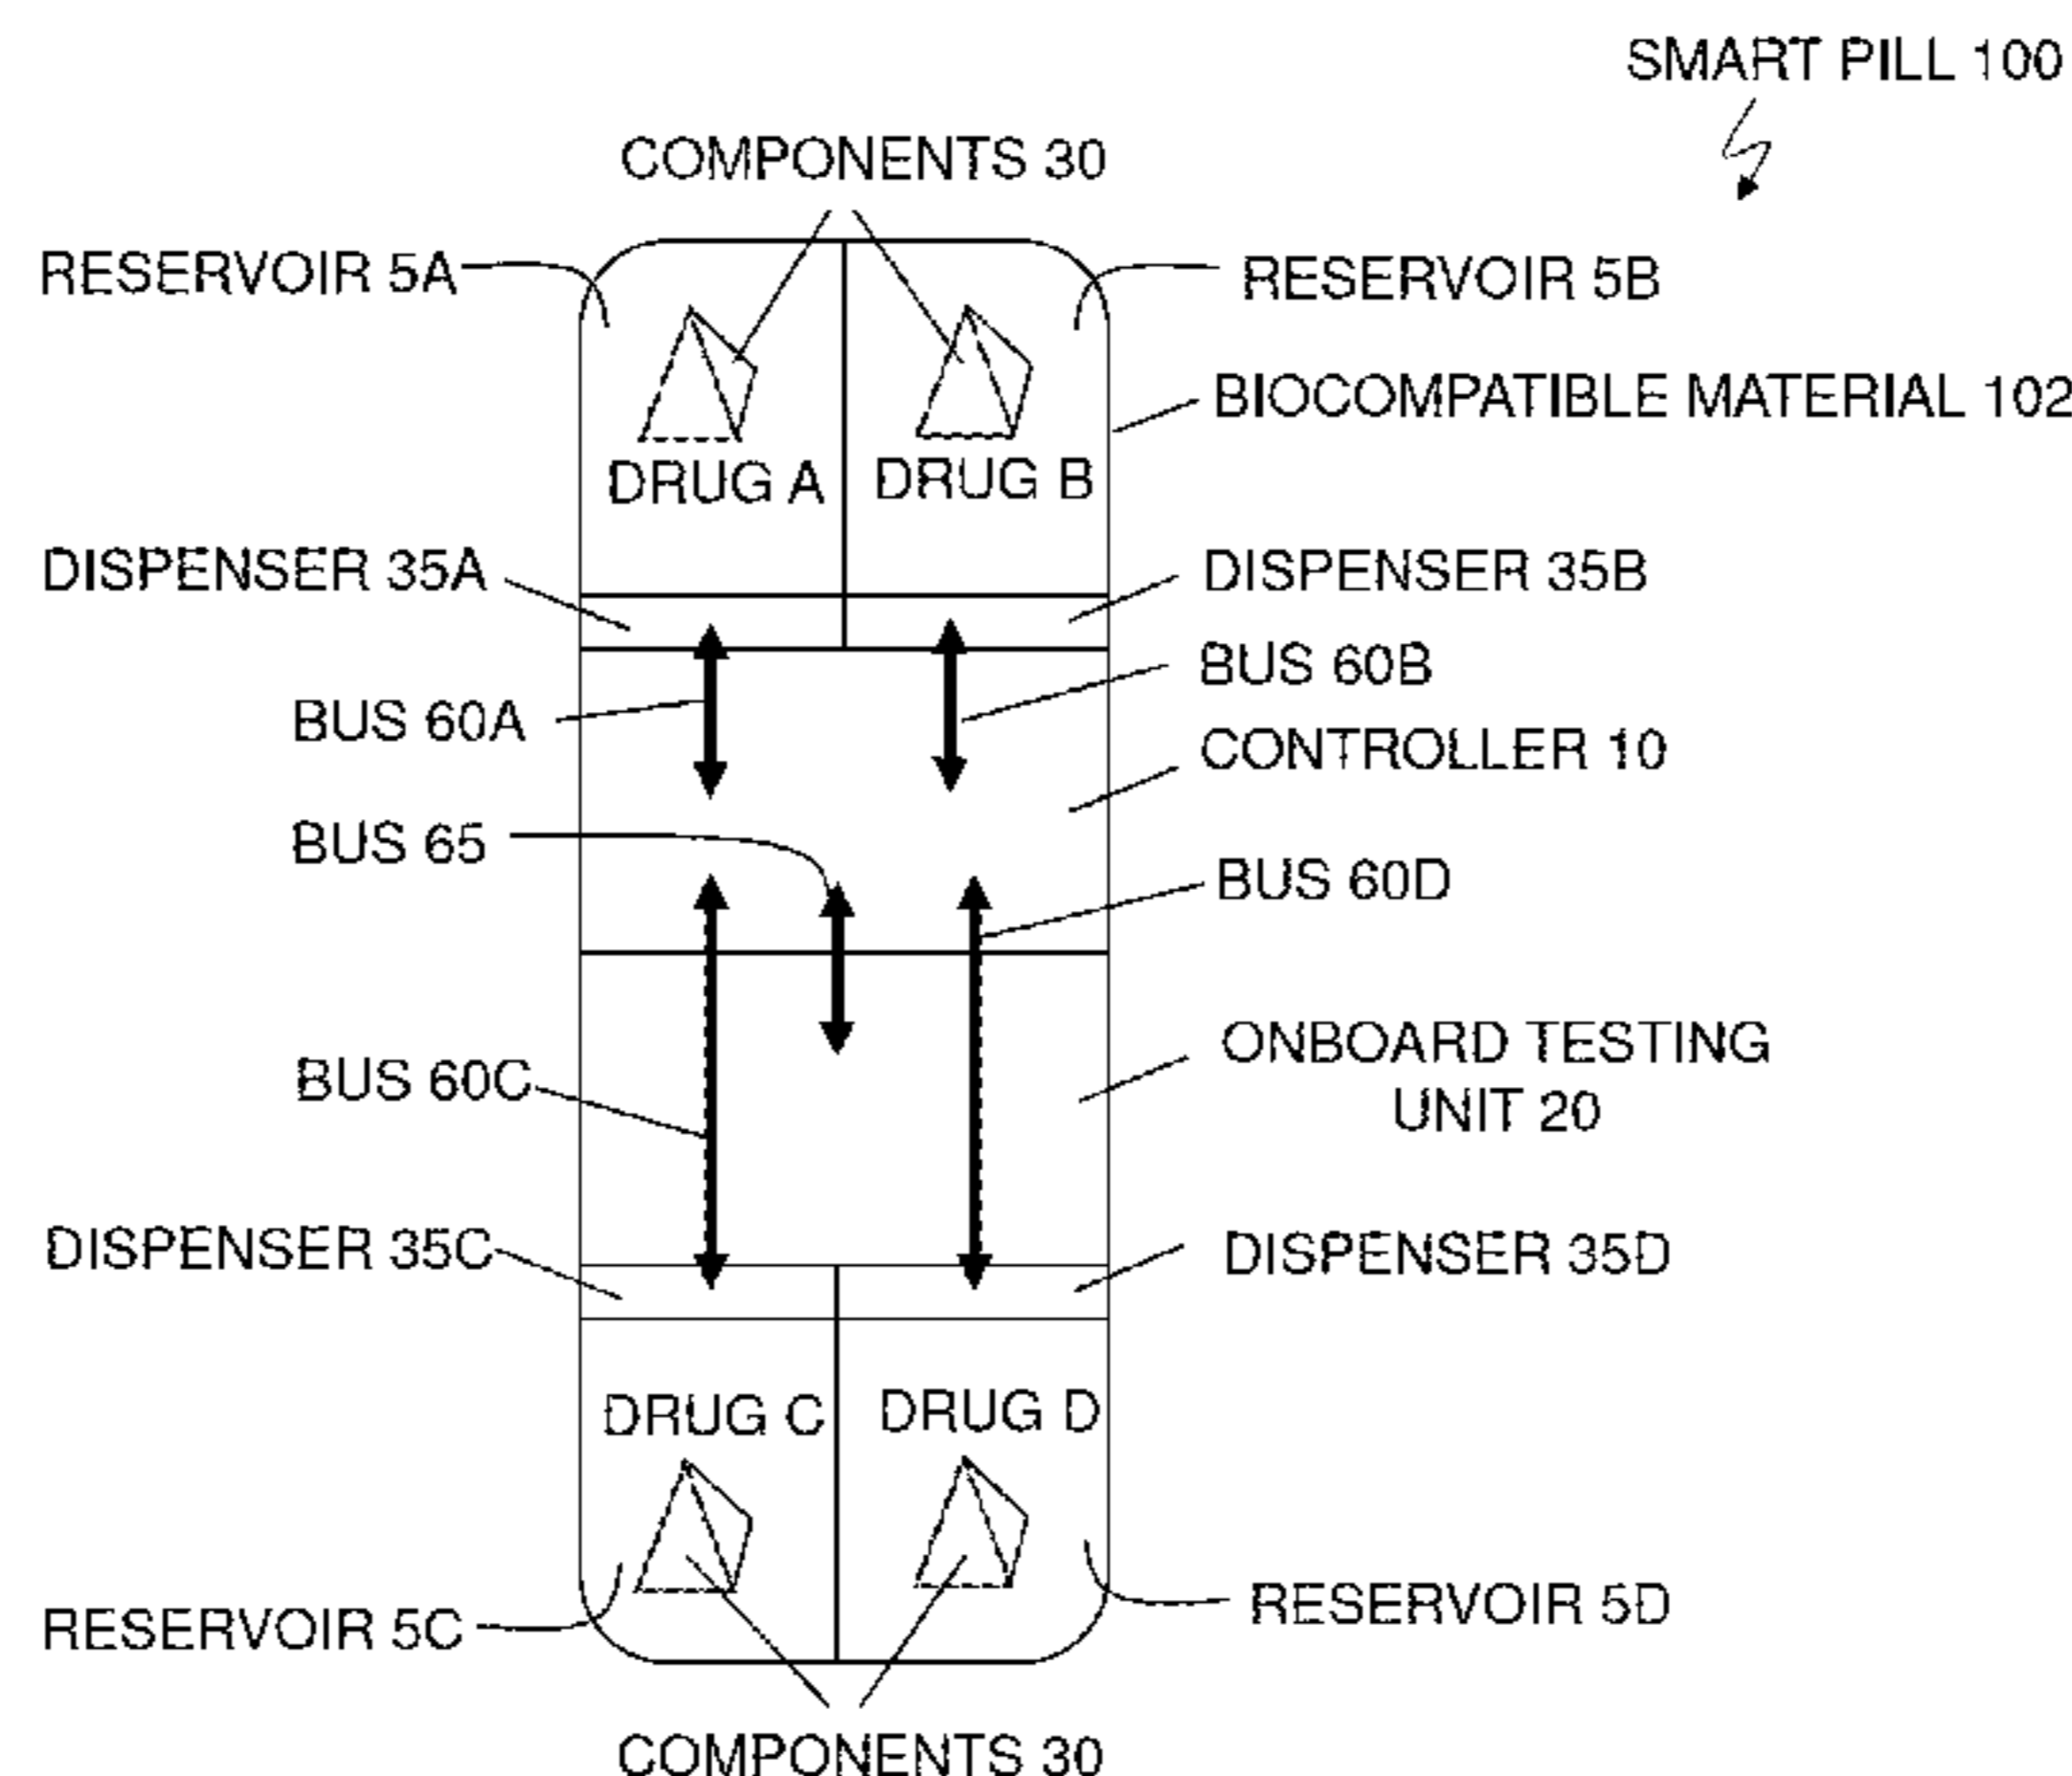 SMART PILL 100
COMPONENTS 30
RESERVOIR 5A
RESERVOIR 5B
BIOCOMPATIBLE MATERIAL 102
DRUG A
DRUG B
DISPENSER 35A
DISPENSER 35B
BUS 60B
BUS 60A
CONTROLLER 10
BUS 65
BUS 60D
ONBOARD TESTING
UNIT 20
BUS 60C
DISPENSER 35C
DISPENSER 35D
DRUG C
DRUG D
RESERVOIR 5C
RESERVOIR 5D
COMPONENTS 30